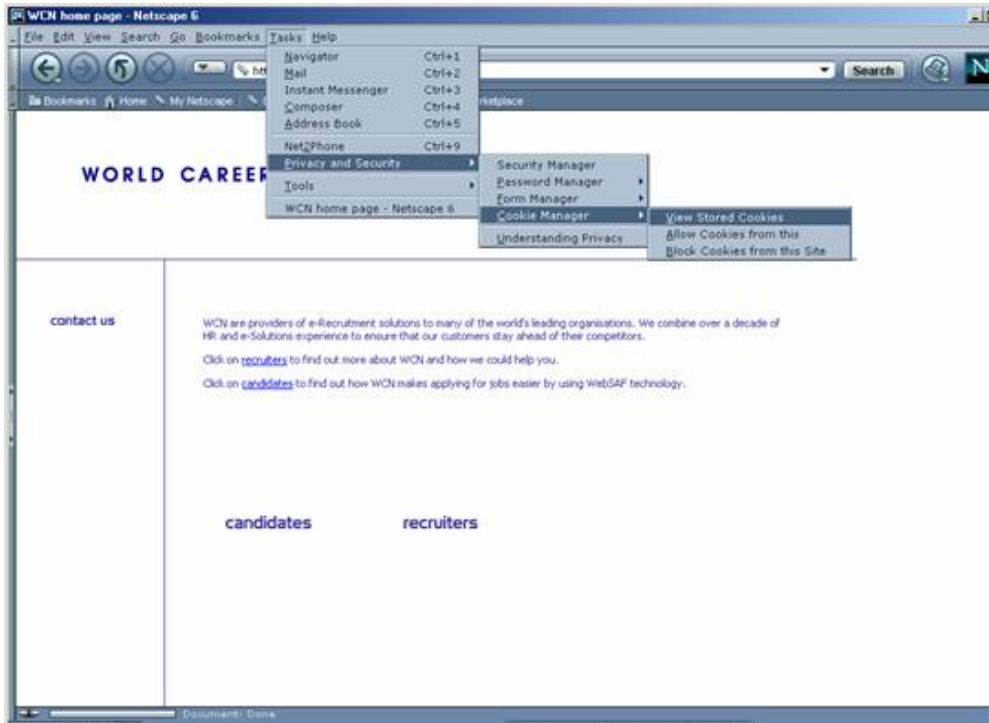 WCN home page - Netscape 6
File Edit View Search Go Bookmarks Tasks Help
Search
N
Bookmarks Home My Netscape
Navigator Ctrl+1
Mail Ctrl+2
Instant Messenger Ctrl+3
Composer Ctrl+4
Address Book Ctrl+5
Net2Phone Ctrl+9
Privacy and Security
Tools
WCN home page - Netscape 6
Security Manager
Password Manager
Form Manager
Cookie Manager
Understanding Privacy
View Stored Cookies
Allow Cookies from this
Block Cookies from this Site
WORLD CAREER
contact us
WCN are providers of e-Recruitment solutions to many of the world's leading organisations. We combine over a decade of
HR and e-Solutions experience to ensure that our customers stay ahead of their competitors.
Click on recruiters to find out more about WCN and how we could help you.
Click on candidates to find out how WCN makes applying for jobs easier by using WebSAF technology.
candidates recruiters
Document: Done